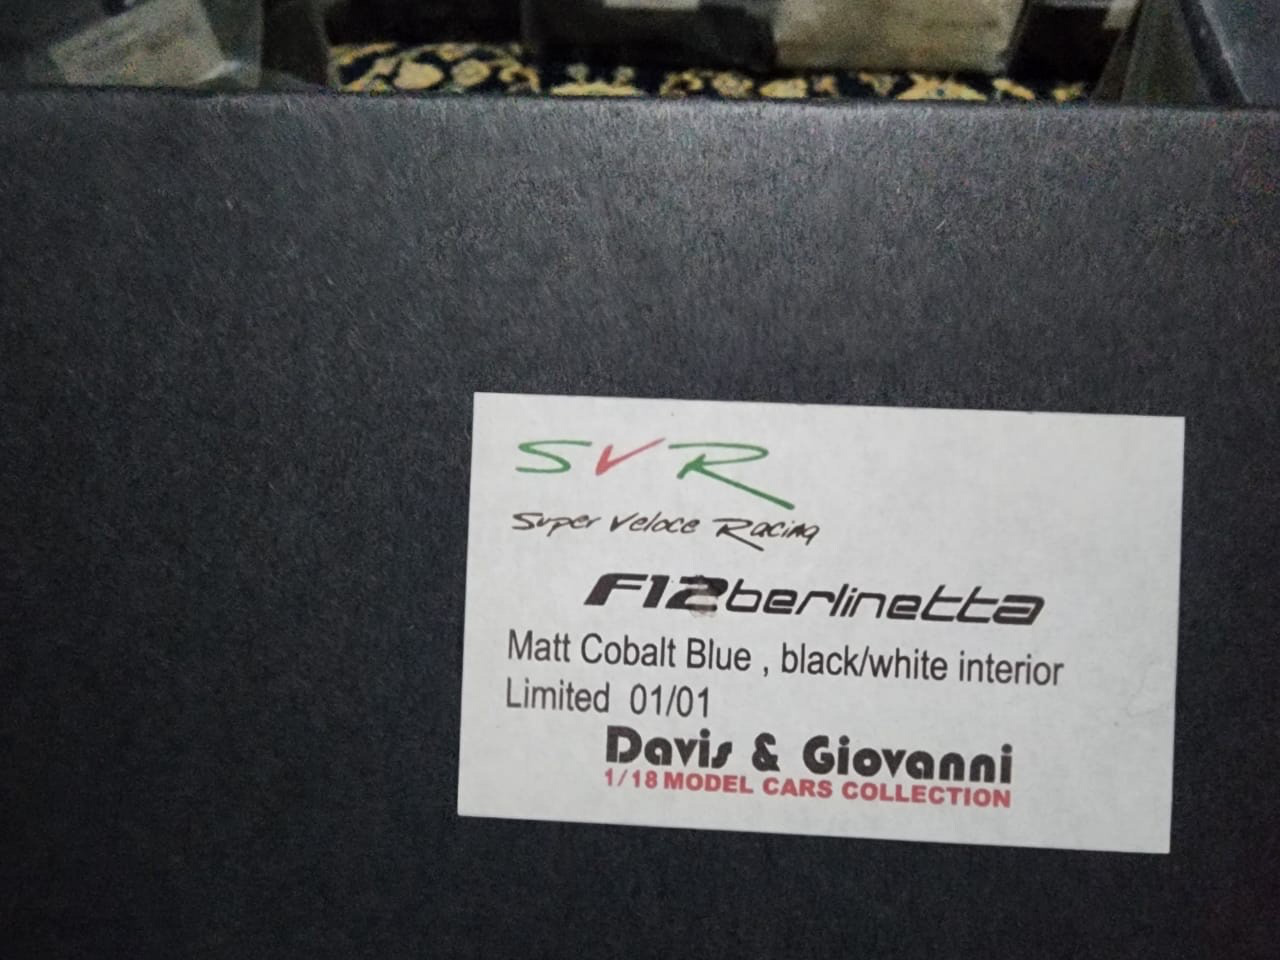 SVR
Super Veloce Racing
F12berlinetta
Matt Cobalt Blue , black/white interior
Limited 01/01
Davis & Giovanni
1/18 MODEL CARS COLLECTION